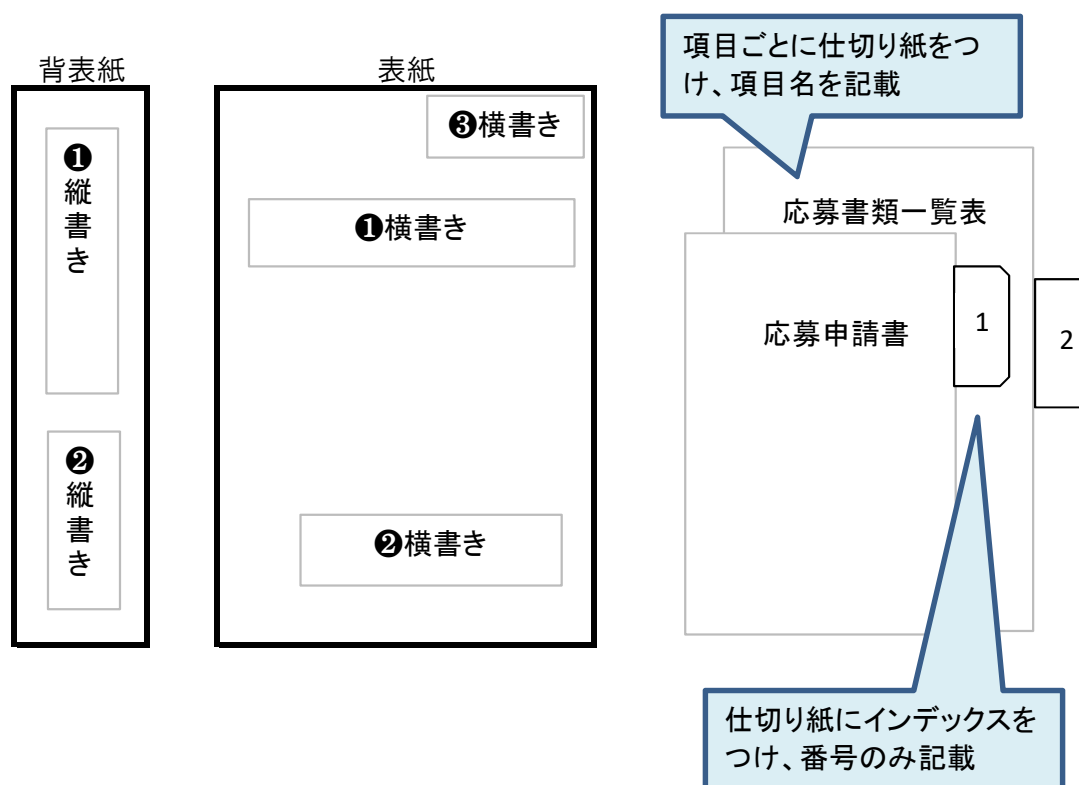 背表紙
❶
縦
書
き
❷
縦
書
き
表紙
❸横書き
❶横書き
❷横書き
項目ごとに仕切り紙をつ
け、項目名を記載
応募書類一覧表
応募申請書
1
2
仕切り紙にインデックスを
つけ、番号のみ記載